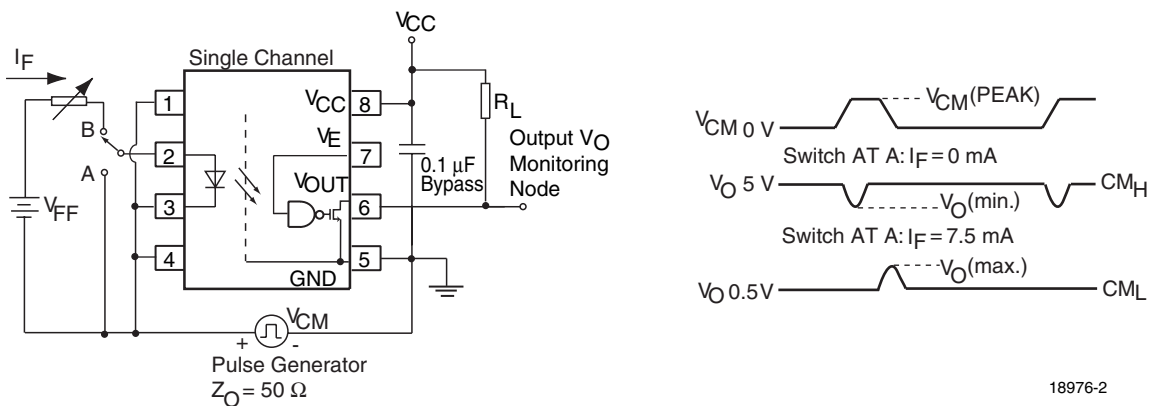 VCC
IF
Single Channel
B
A
VFF
1
2
3
4
VCC
VE
VOUT
GND
8
7
6
5
RL
0.1 μF
Bypass
Output VO
Monitoring
Node
VCM
+ -
Pulse Generator
ZO = 50 Ω
VCM 0 V
VCM (PEAK)
Switch AT A: IF = 0 mA
VO 5 V
CMH
VO (min.)
Switch AT A: IF = 7.5 mA
VO (max.)
VO 0.5 V
CML
18976-2